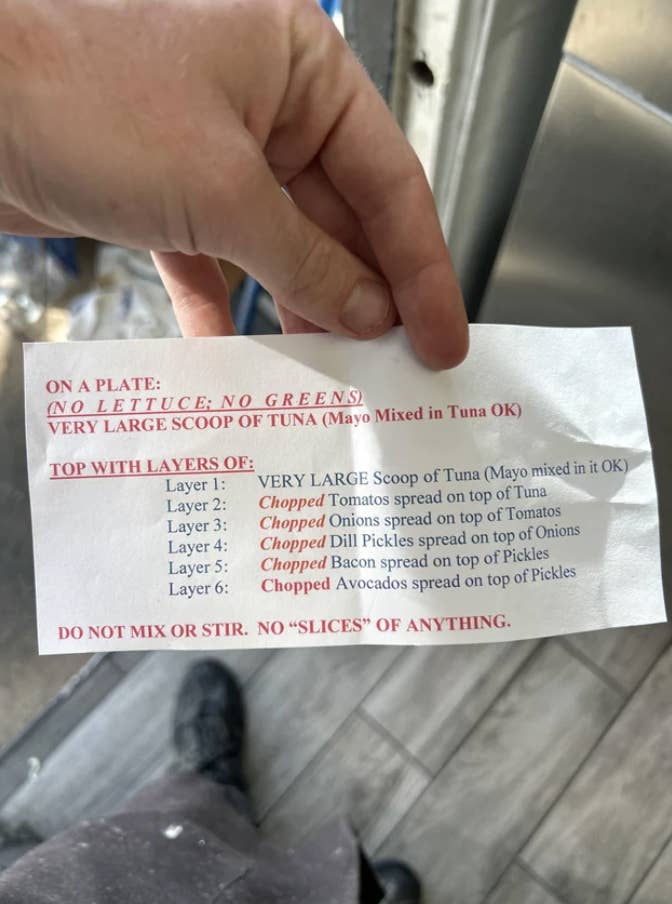 ON A PLATE:
(NO LETTUCE; NO GREENS)
VERY LARGE SCOOP OF TUNA (Mayo Mixed in Tuna OK)
TOP WITH LAYERS OF:
Layer 1: VERY LARGE Scoop of Tuna (Mayo mixed in it OK)
Layer 2: Chopped Tomatos spread on top of Tuna
Layer 3: Chopped Onions spread on top of Tomatos
Layer 4: Chopped Dill Pickles spread on top of Onions
Layer 5: Chopped Bacon spread on top of Pickles
Layer 6: Chopped Avocados spread on top of Pickles
DO NOT MIX OR STIR. NO “SLICES” OF ANYTHING.